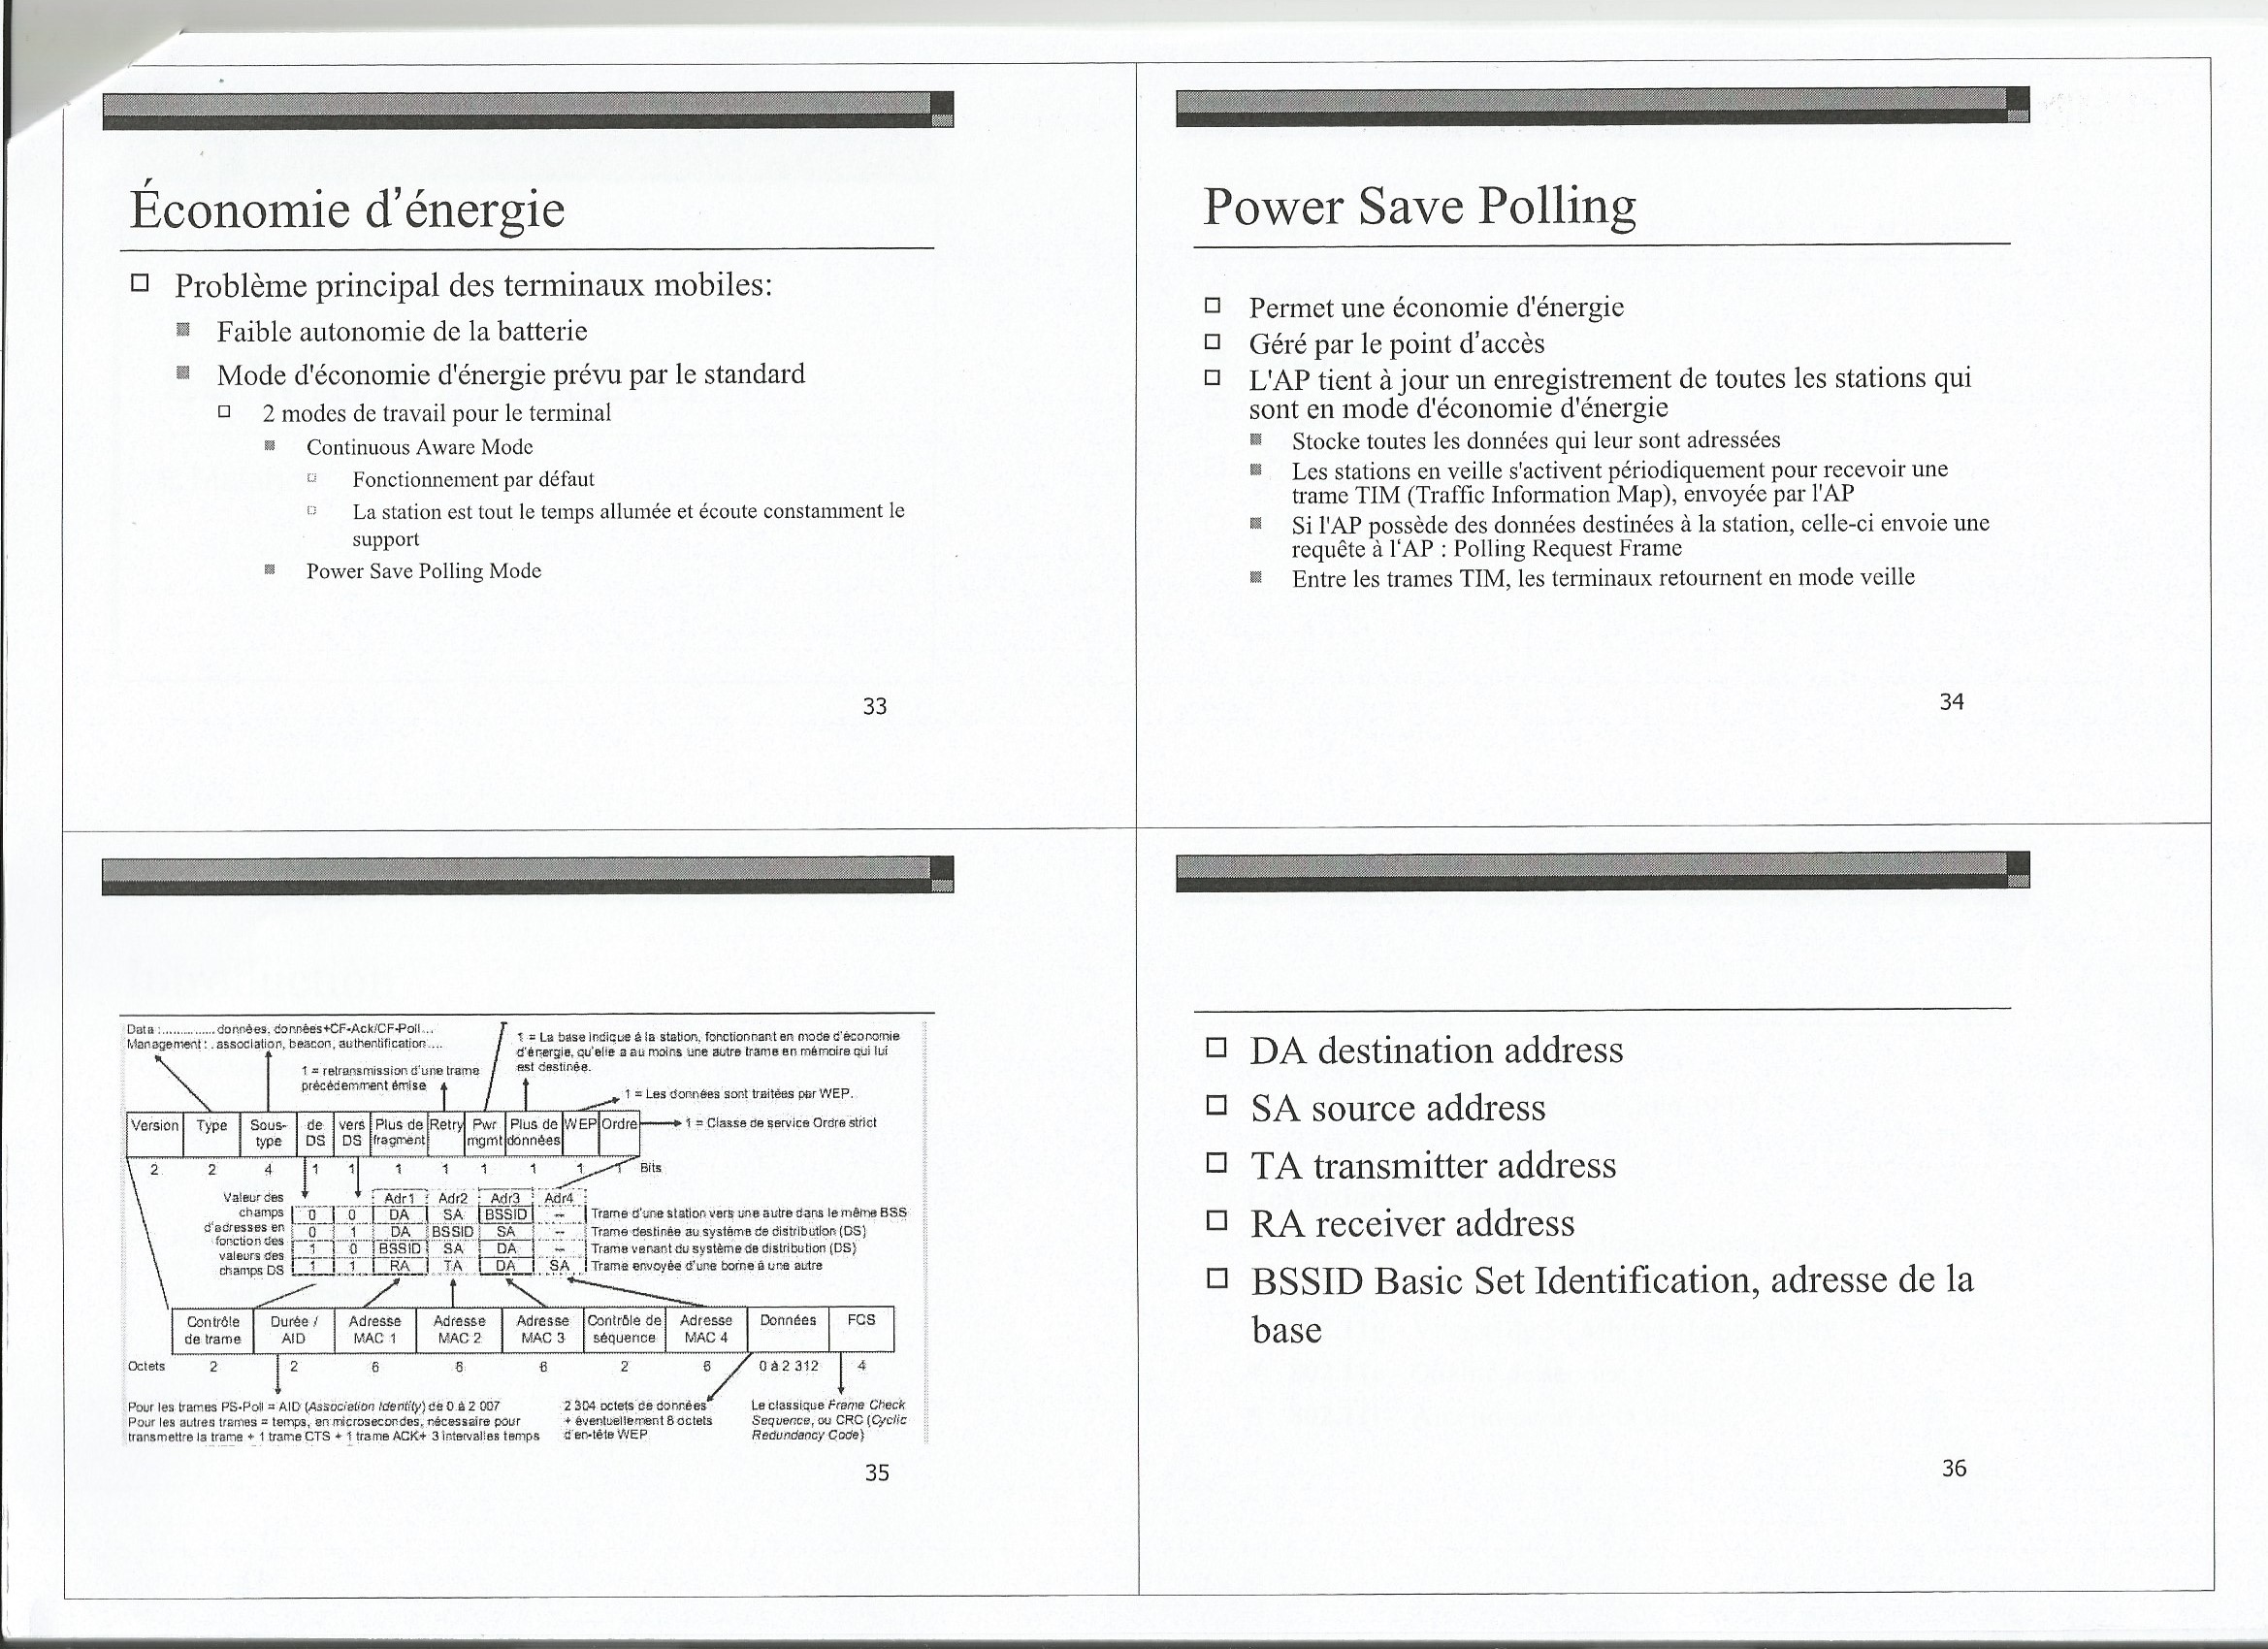 Économie d'énergie
Problème principal des terminaux mobiles:
Faible autonomie de la batterie
Mode d'économie d'énergie prévu par le standard
2 modes de travail pour le terminal
Continuous Aware Mode
Fonctionnement par défaut
La station est tout le temps allumée et écoute constamment le
support
Power Save Polling Mode
33
Power Save Polling
Permet une économie d'énergie
Géré par le point d'accès
L'AP tient à jour un enregistrement de toutes les stations qui
sont en mode d'économie d'énergie
Stocke toutes les données qui leur sont adressées
Les stations en veille s'activent périodiquement pour recevoir une
trame TIM (Traffic Information Map), envoyée par l'AP
Si l'AP possède des données destinées à la station, celle-ci envoie une
requête à l‘AP : Polling Request Frame
Entre les trames TIM, les terminaux retournent en mode veille
34
Data :............... données, données+CF-Ack/CF-Poll...
Management: . association, beacon, authentification....
1 = retransmission d'une trame
précédemment émise
1 = La base indique à la station, fonctionnant en mode d'économie
d'énergie, qu'elle a au moins une autre trame en mémoire qui lui
est destinée.
1 = Les données sont traitées par WEP.
Version Type Sous-type de DS vers DS Plus de fragment Retry Pwr mgmt Plus de données WEP Ordre
1 = Classe de service Ordre strict
2 2 4 1 1 1 1 1 1 1 1 Bits
Valeur des
champs
d'adresses en
fonction des
valeurs des
champs DS
Adr1 Adr2 Adr3 Adr4
0 0 DA SA BSSID -- Trame d'une station vers une autre dans le même BSS
0 1 DA BSSID SA -- Trame destinée au système de distribution (DS)
1 0 BSSID SA DA -- Trame venant du système de distribution (DS)
1 1 RA TA DA SA Trame envoyée d'une borne à une autre
Contrôle de trame Durée / AID Adresse MAC 1 Adresse MAC 2 Adresse MAC 3 Contrôle de séquence Adresse MAC 4 Données FCS
Octets 2 2 6 6 6 2 6 0 à 2 312 4
Pour les trames PS-Poll = AID (Association Identity) de 0 à 2 007
Pour les autres trames = temps, en microsecondes, nécessaire pour
transmettre la trame + 1 trame CTS + 1 trame ACK+ 3 intervalles temps
2 304 octets de données
+ éventuellement 8 octets
d'en-tête WEP
Le classique Frame Check
Sequence, ou CRC (Cyclic
Redundancy Code)
35
DA destination address
SA source address
TA transmitter address
RA receiver address
BSSID Basic Set Identification, adresse de la
base
36